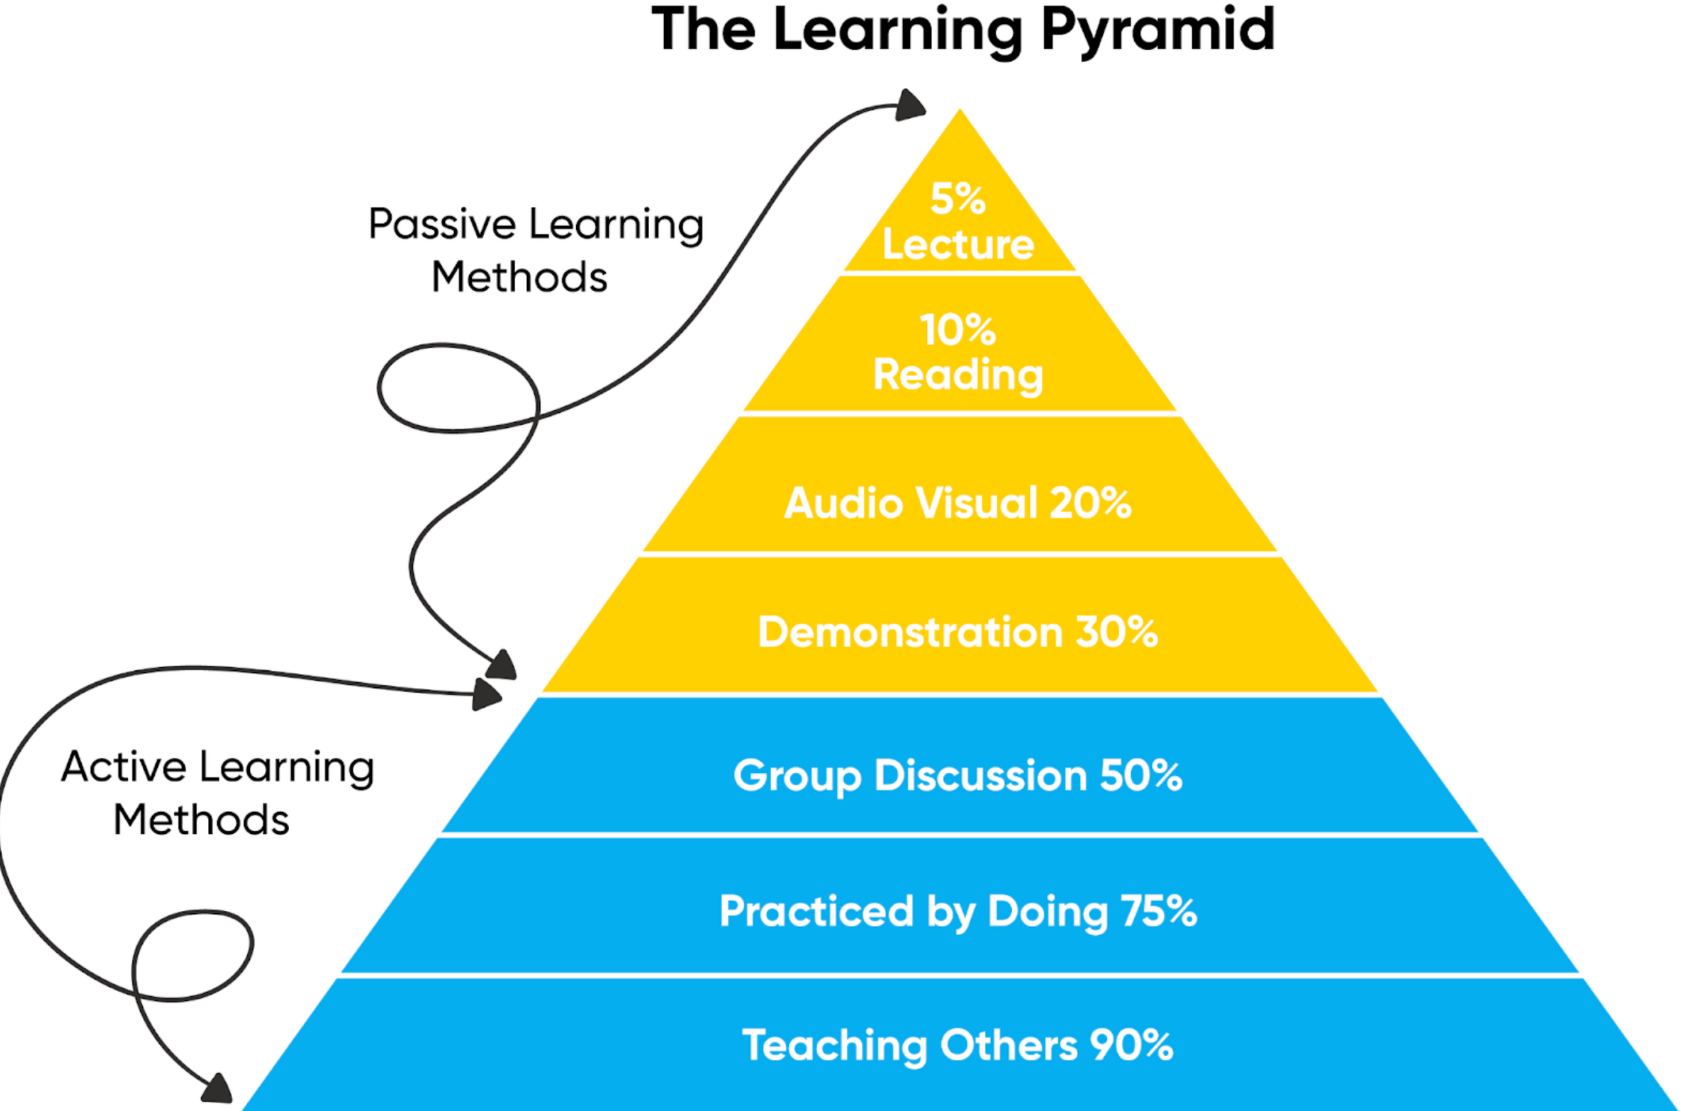 The Learning Pyramid
Passive Learning
Methods
5%
Lecture
10%
Reading
Audio Visual 20%
Demonstration 30%
Active Learning
Methods
Group Discussion 50%
Practiced by Doing 75%
Teaching Others 90%